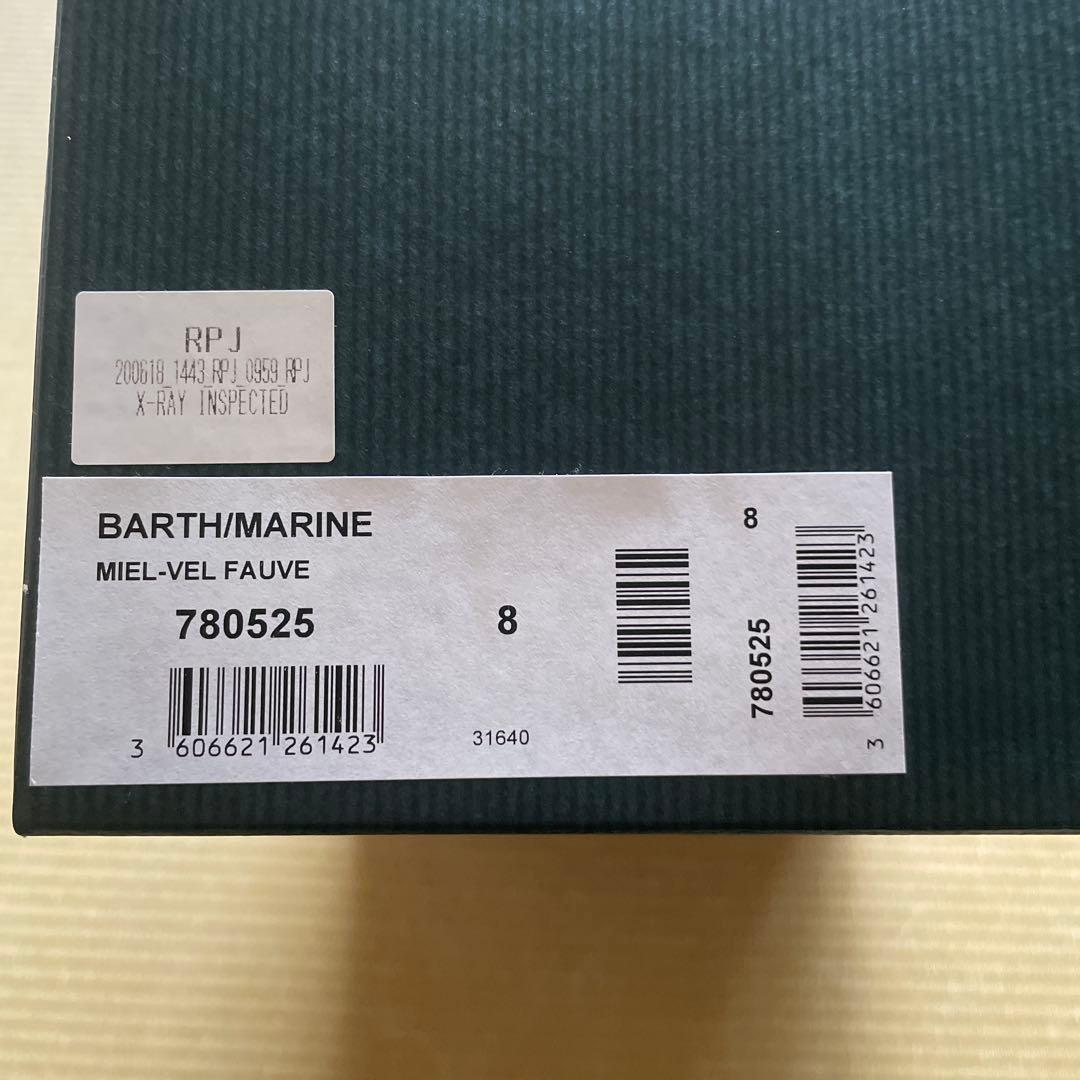 RPJ
200618_1443_RPJ_0959_RPJ
X-RAY INSPECTED
BARTH/MARINE
MIEL-VEL FAUVE
780525
8
3 606621 261423
31640
8
780525
3 606621 261423